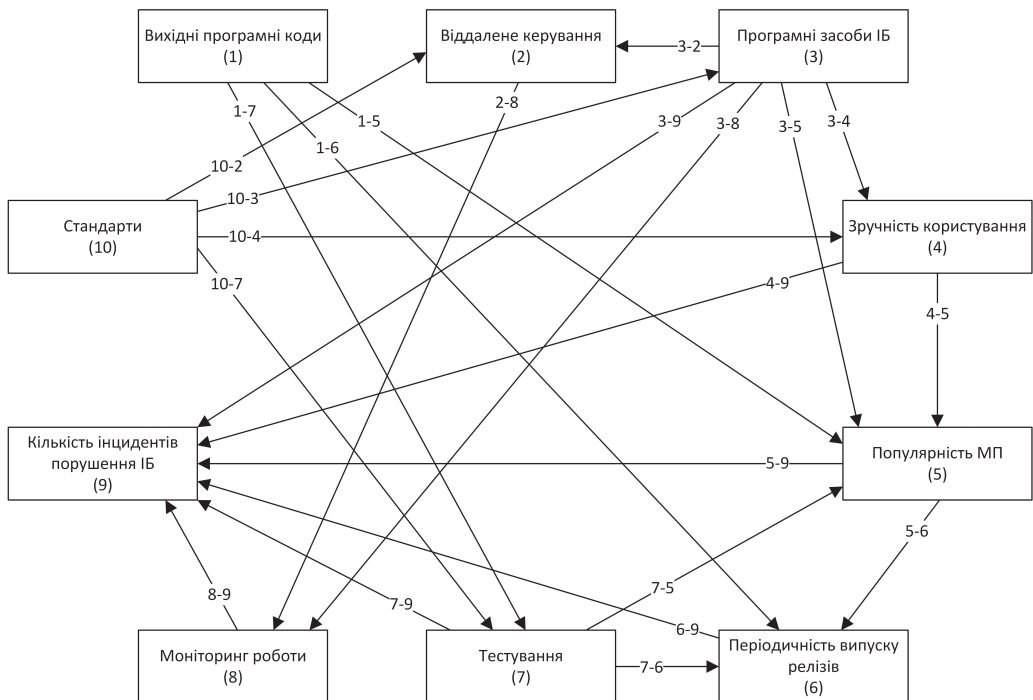 Вихідні програмні коди
(1)
Віддалене керування
(2)
Програмні засоби ІБ
(3)
3-2
1-7
2-8
1-5
1-6
3-9
3-8
3-5
3-4
10-2
10-3
10-4
10-7
Стандарти
(10)
Зручність користування
(4)
4-9
4-5
Кількість інцидентів
порушення ІБ
(9)
5-9
Популярність МП
(5)
5-6
8-9
7-9
7-5
6-9
7-6
Моніторинг роботи
(8)
Тестування
(7)
Періодичність випуску
релізів
(6)